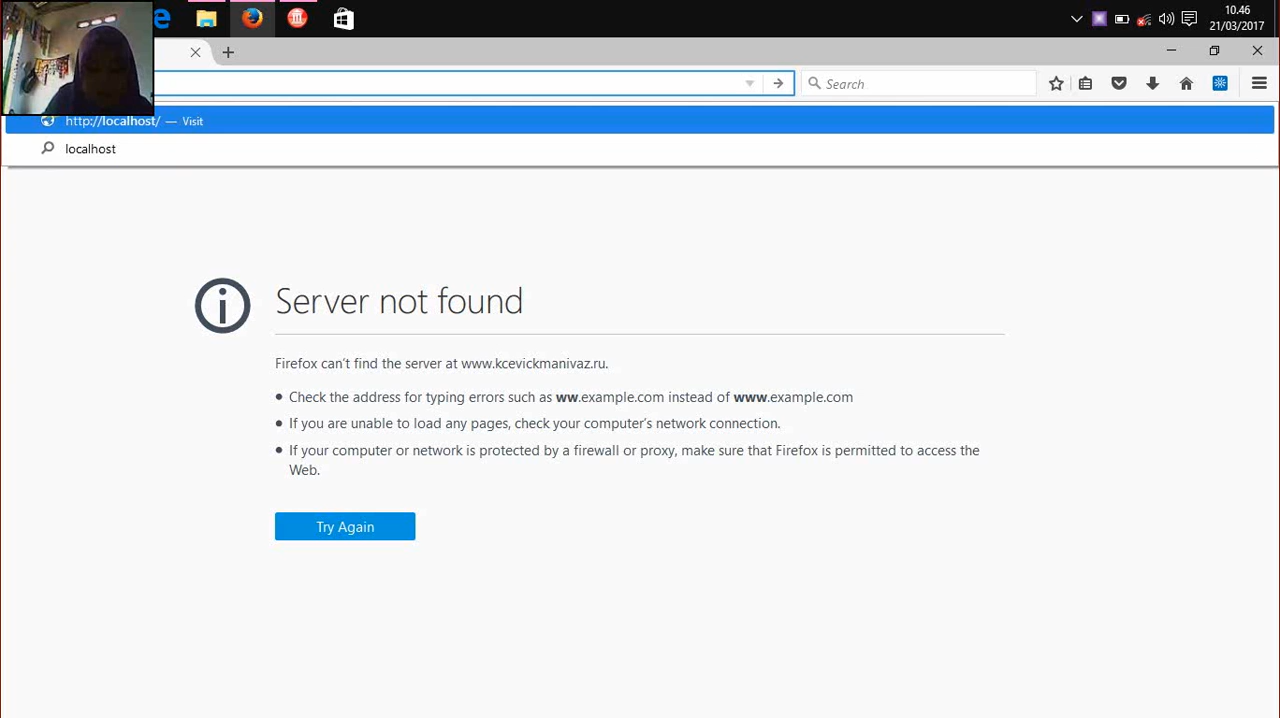 10.46
21/03/2017
Search
http://localhost/ — Visit
localhost
Server not found
Firefox can't find the server at www.kcevickmanivaz.ru.
Check the address for typing errors such as ww.example.com instead of www.example.com
If you are unable to load any pages, check your computer's network connection.
If your computer or network is protected by a firewall or proxy, make sure that Firefox is permitted to access the
Web.
Try Again